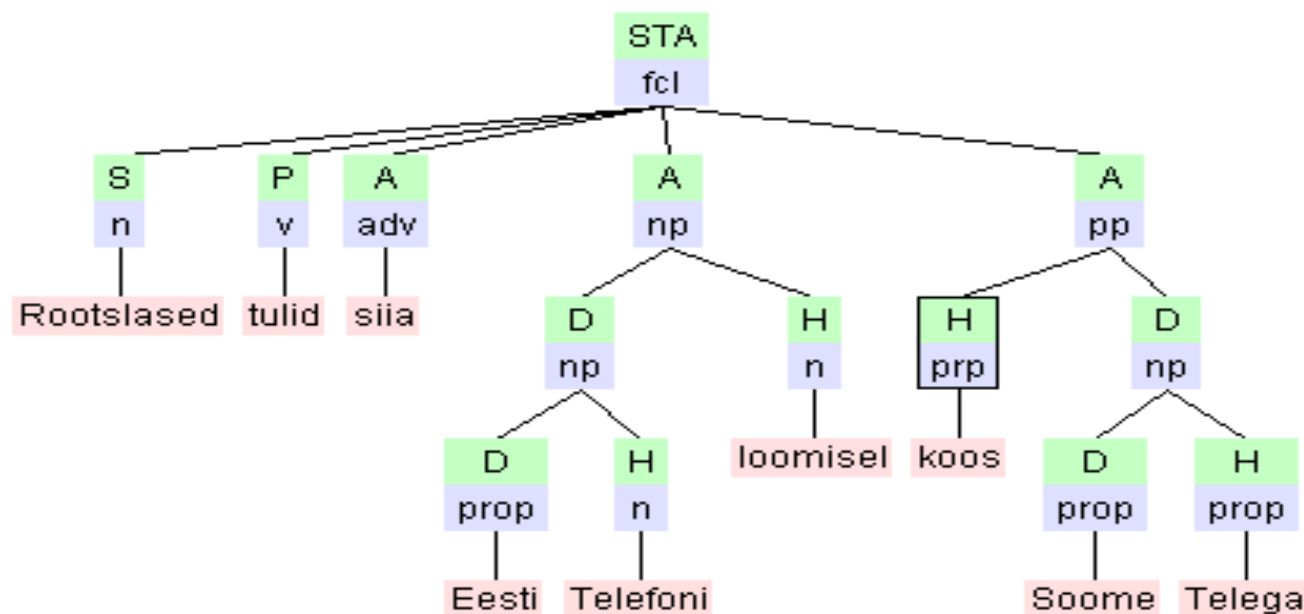 STA
fcl
S P A A A
n v adv np pp
Rootslased tulid siia
D H H D
np n prp np
loomisel koos
D H D H
prop n prop prop
Eesti Telefoni Soome Telega